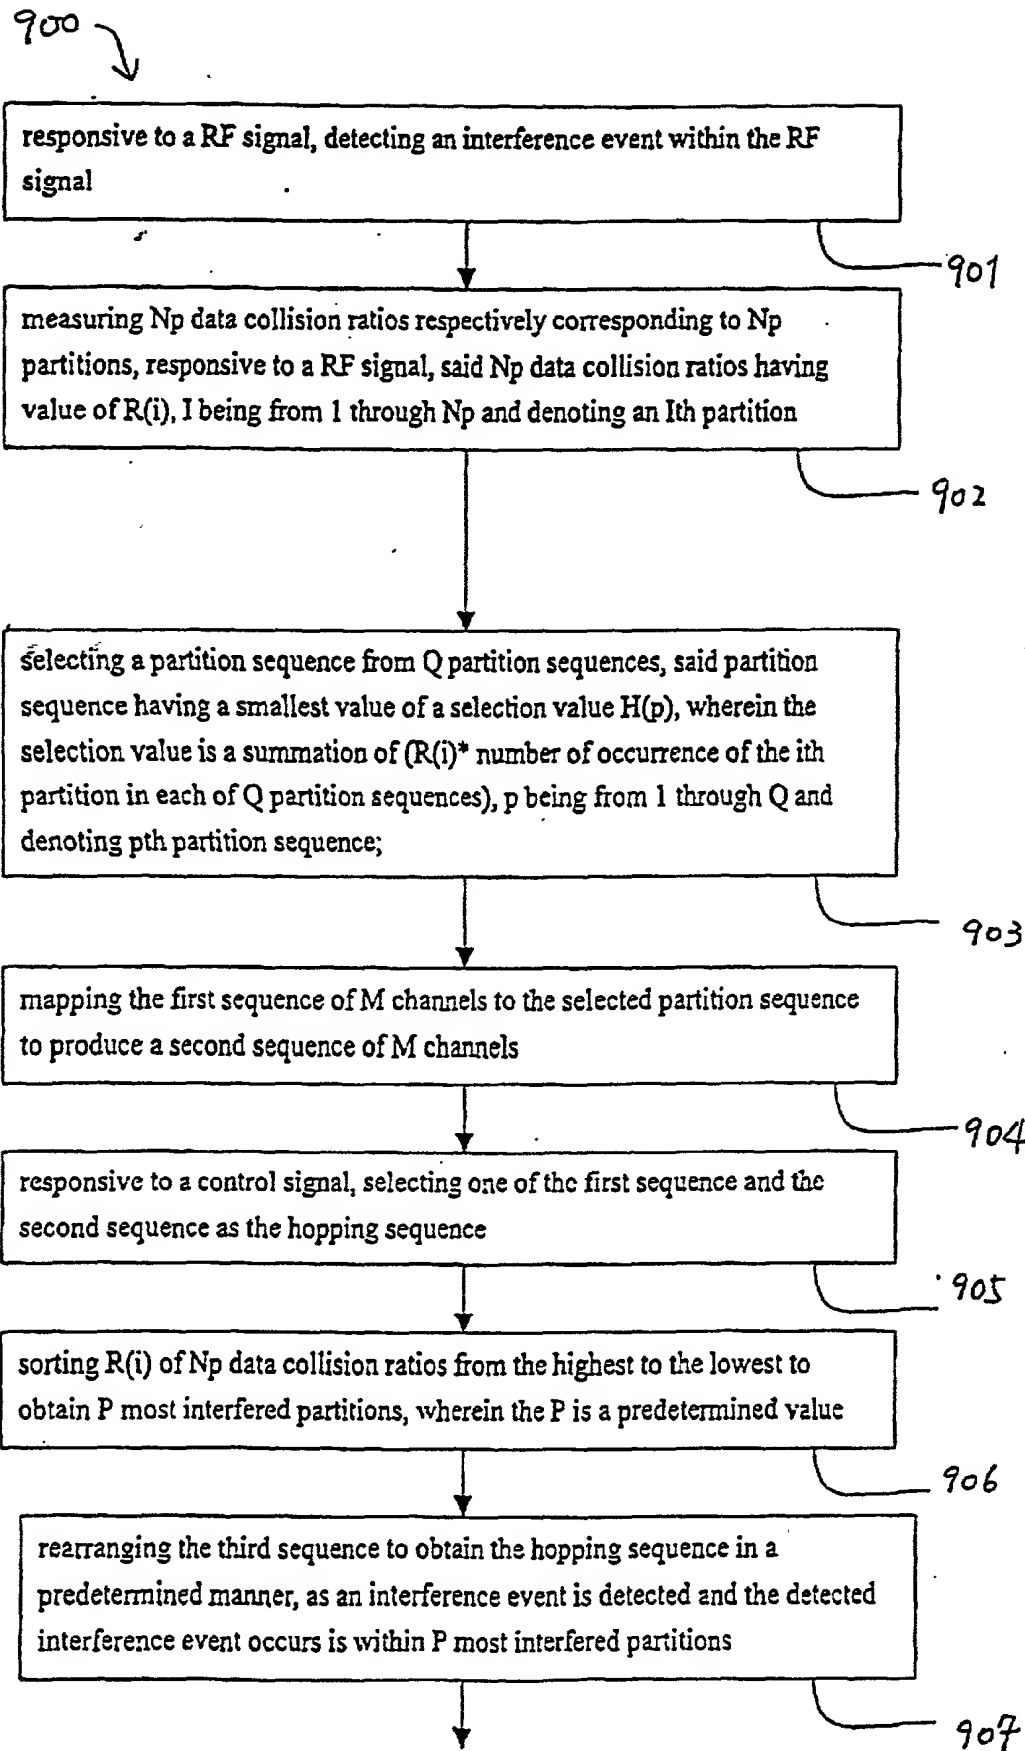 900
responsive to a RF signal, detecting an interference event within the RF
signal
901
measuring Np data collision ratios respectively corresponding to Np
partitions, responsive to a RF signal, said Np data collision ratios having
value of R(i), I being from 1 through Np and denoting an Ith partition
902
selecting a partition sequence from Q partition sequences, said partition
sequence having a smallest value of a selection value H(p), wherein the
selection value is a summation of (R(i)* number of occurrence of the ith
partition in each of Q partition sequences), p being from 1 through Q and
denoting pth partition sequence;
903
mapping the first sequence of M channels to the selected partition sequence
to produce a second sequence of M channels
904
responsive to a control signal, selecting one of the first sequence and the
second sequence as the hopping sequence
905
sorting R(i) of Np data collision ratios from the highest to the lowest to
obtain P most interfered partitions, wherein the P is a predetermined value
906
rearranging the third sequence to obtain the hopping sequence in a
predetermined manner, as an interference event is detected and the detected
interference event occurs is within P most interfered partitions
907